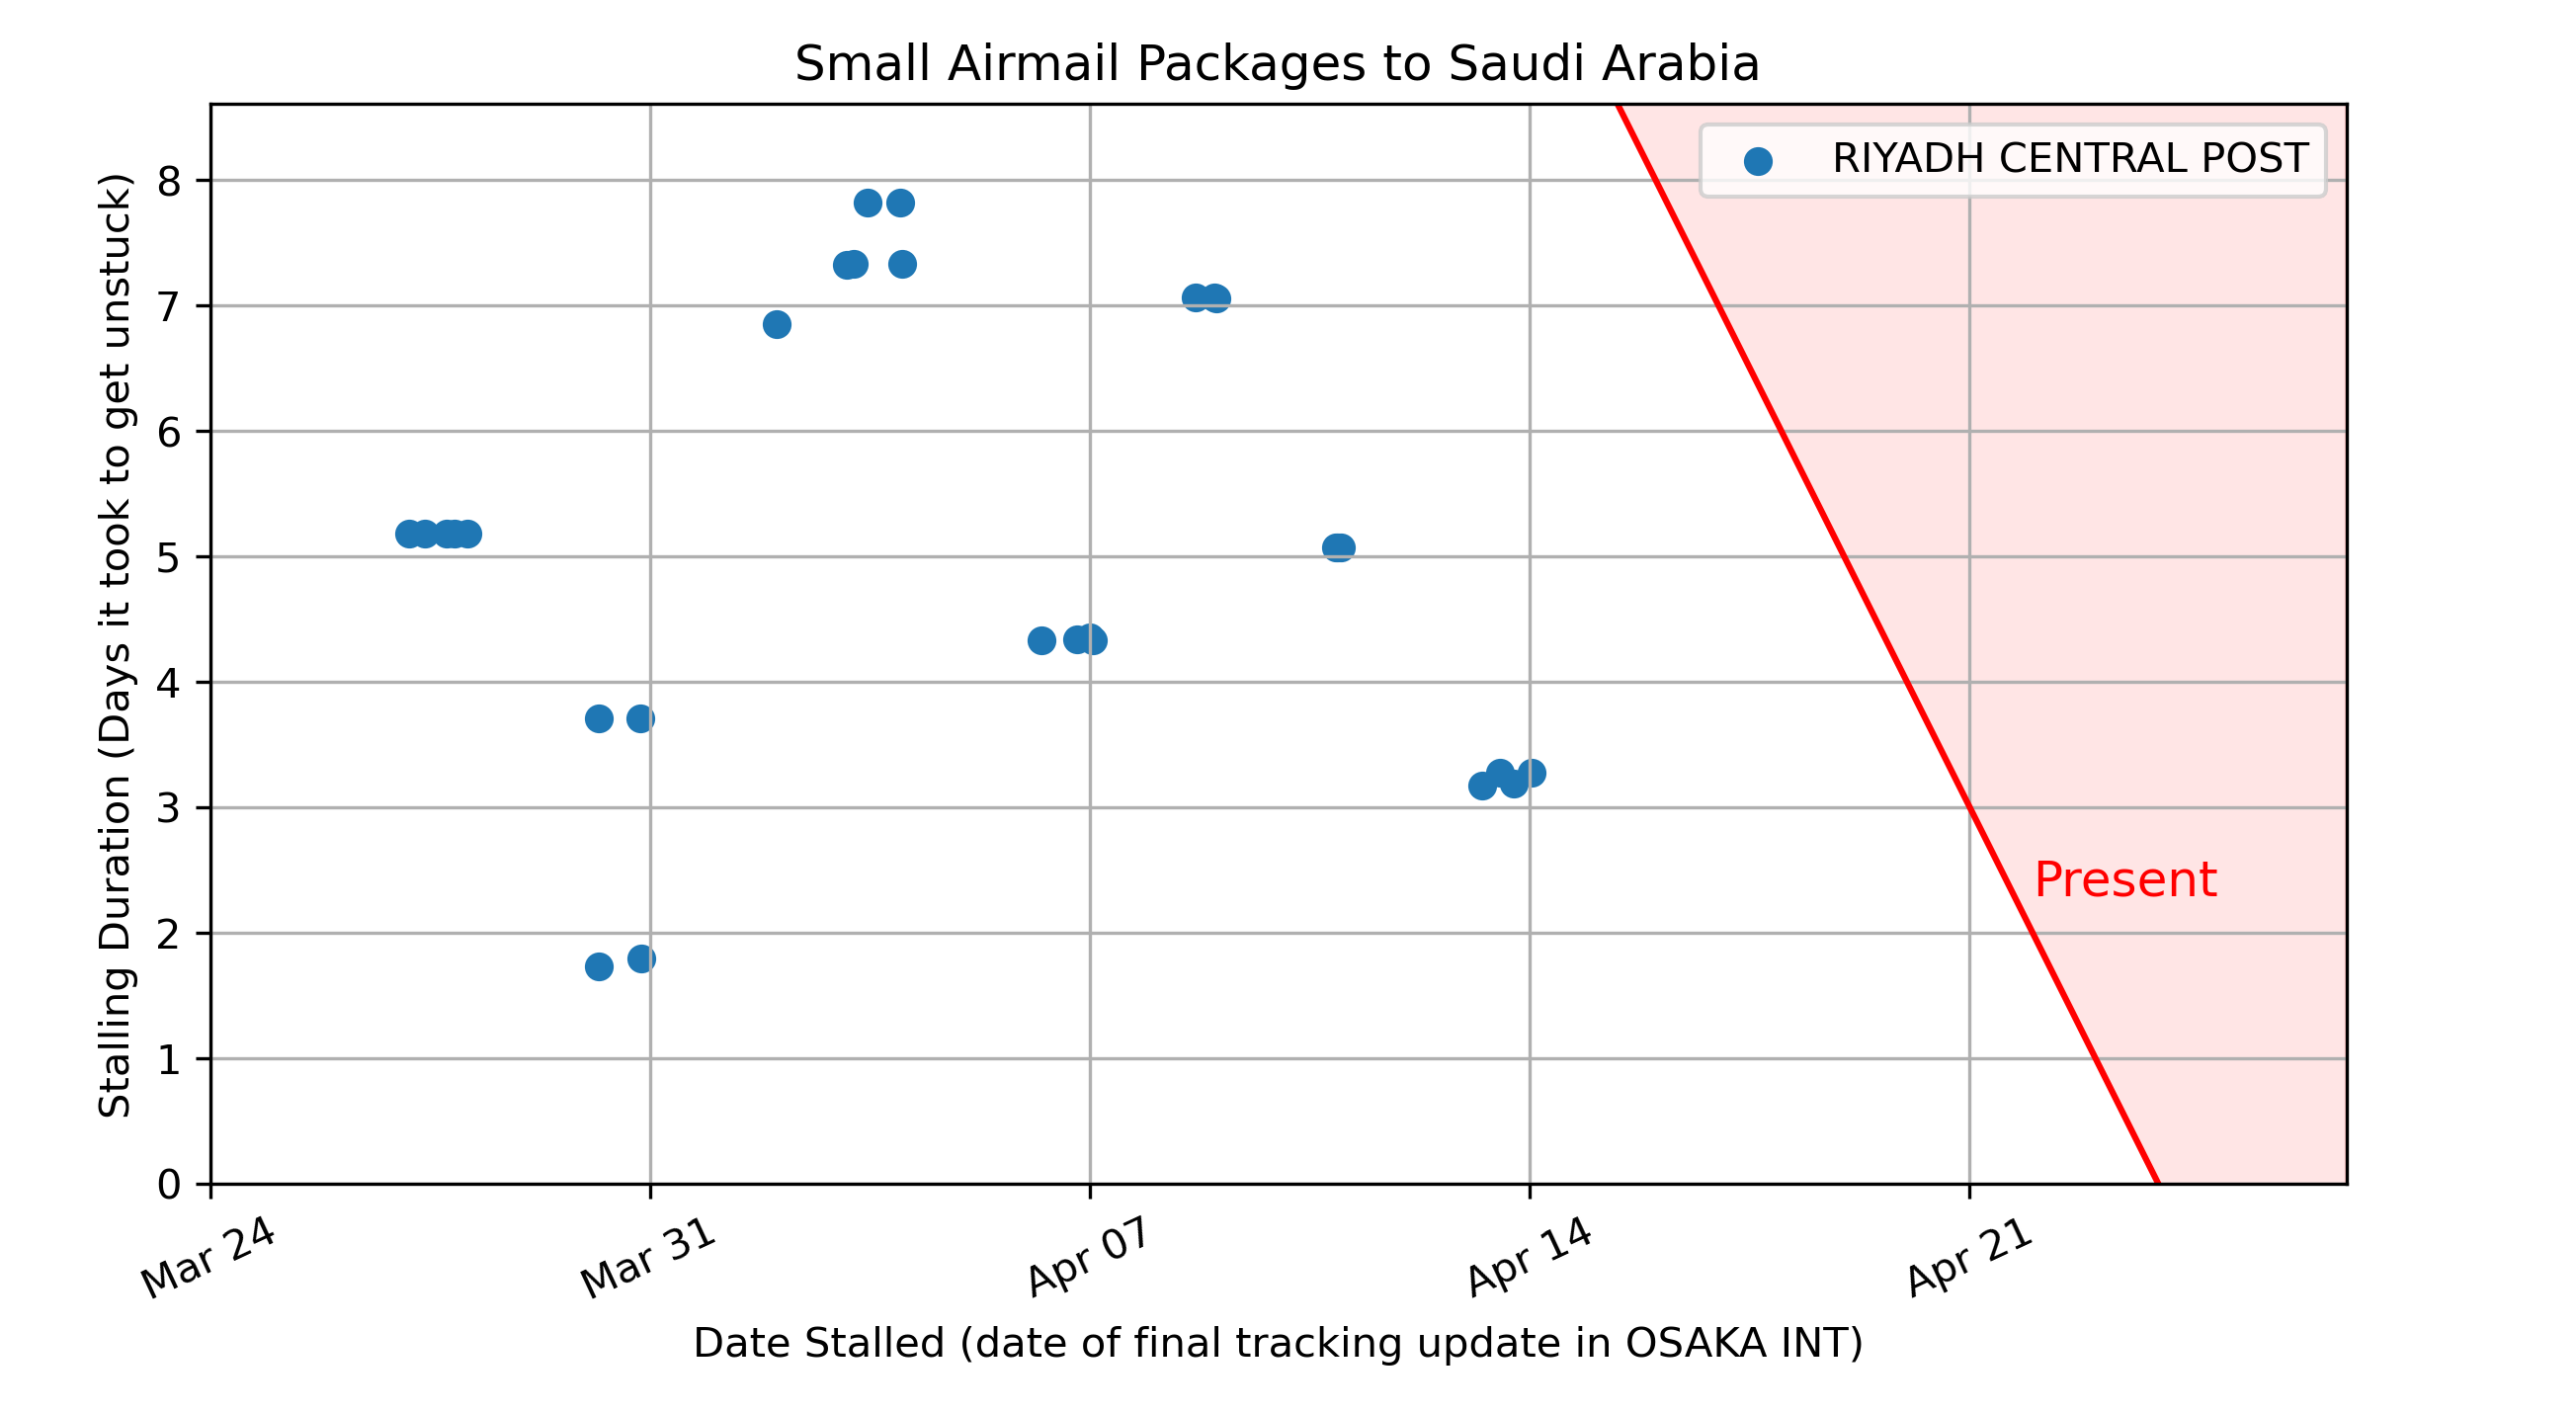 Small Airmail Packages to Saudi Arabia
RIYADH CENTRAL POST
Stalling Duration (Days it took to get unstuck)
8
7
6
5
4
3
2
1
0
Present
Mar 24
Mar 31
Apr 07
Apr 14
Apr 21
Date Stalled (date of final tracking update in OSAKA INT)